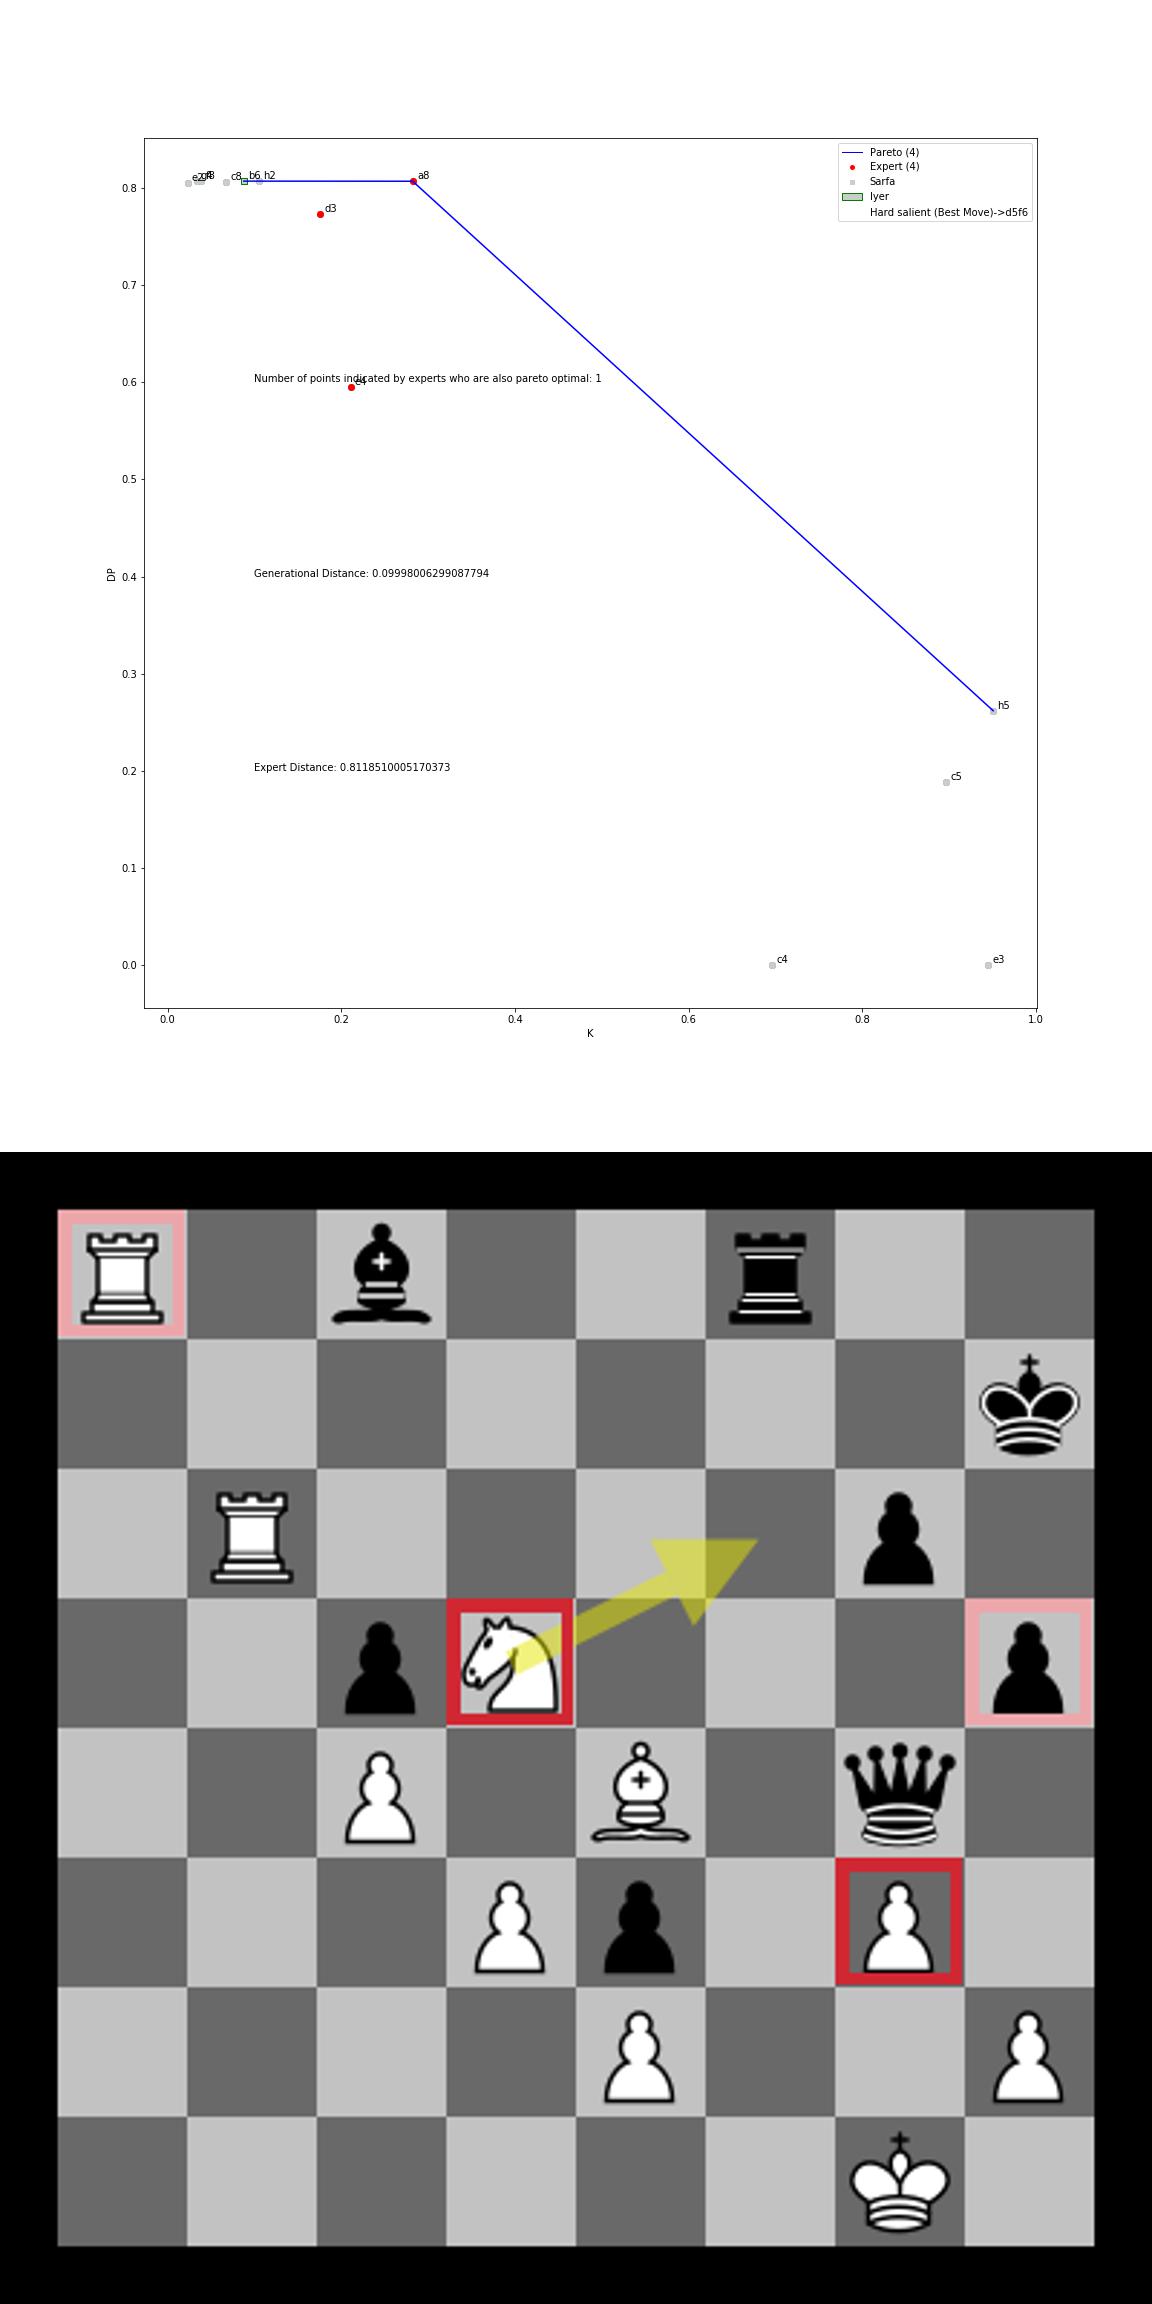 Pareto (4)
Expert (4)
Sarfa
Iyer
Hard salient (Best Move)->d5f6
c8
b6
h2
a8
d3
0.8
0.7
Number of points indicated by experts who are also pareto optimal: 1
0.6
0.5
DP
0.4
Generational Distance: 0.09998006299087794
0.3
h5
0.2
Expert Distance: 0.8118510005170373
c5
0.1
0.0
c4
e3
0.0
0.2
0.4
0.6
0.8
1.0
K